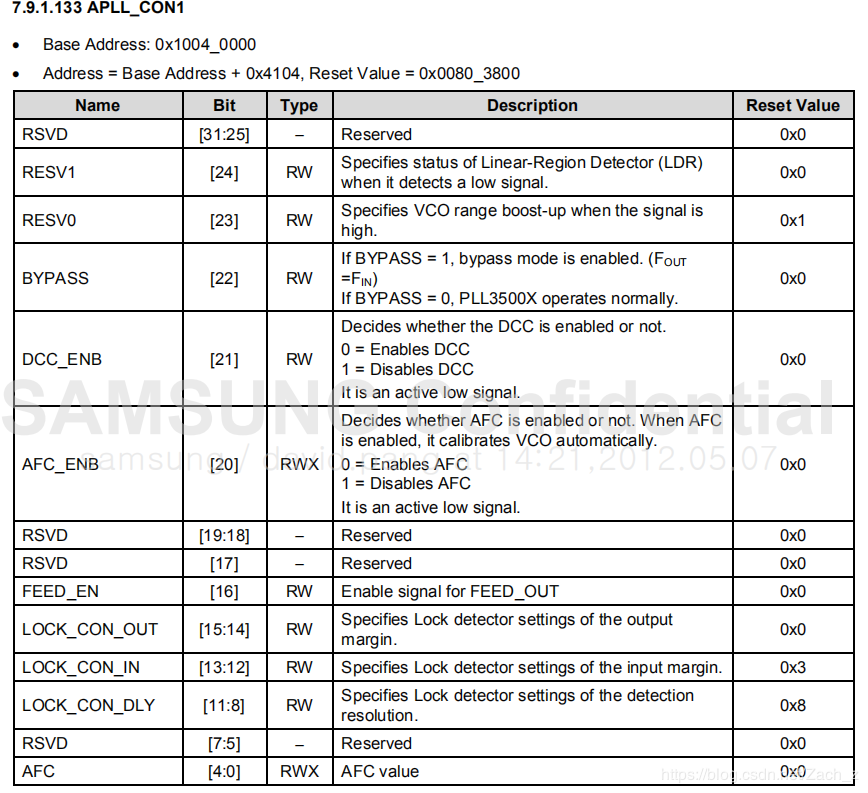 7.9.1.133 APLL_CON1
• Base Address: 0x1004_0000
• Address = Base Address + 0x4104, Reset Value = 0x0080_3800
Name Bit Type Description Reset Value
RSVD [31:25] – Reserved 0x0
RESV1 [24] RW Specifies status of Linear-Region Detector (LDR)
when it detects a low signal. 0x0
RESV0 [23] RW Specifies VCO range boost-up when the signal is
high. 0x1
BYPASS [22] RW If BYPASS = 1, bypass mode is enabled. (FOUT
=FIN)
If BYPASS = 0, PLL3500X operates normally. 0x0
DCC_ENB [21] RW Decides whether the DCC is enabled or not.
0 = Enables DCC
1 = Disables DCC
It is an active low signal. 0x0
SAMSUNG Confidential
AFC_ENB [20] RWX Decides whether AFC is enabled or not. When AFC
is enabled, it calibrates VCO automatically.
0 = Enables AFC
1 = Disables AFC
It is an active low signal. 0x0
samsung / david.pang at 14:21,2012.05.07
RSVD [19:18] – Reserved 0x0
RSVD [17] – Reserved 0x0
FEED_EN [16] RW Enable signal for FEED_OUT 0x0
LOCK_CON_OUT [15:14] RW Specifies Lock detector settings of the output
margin. 0x0
LOCK_CON_IN [13:12] RW Specifies Lock detector settings of the input margin. 0x3
LOCK_CON_DLY [11:8] RW Specifies Lock detector settings of the detection
resolution. 0x8
RSVD [7:5] – Reserved 0x0
AFC [4:0] RWX AFC value 0x0
https://blog.csdn.net/Zach_z